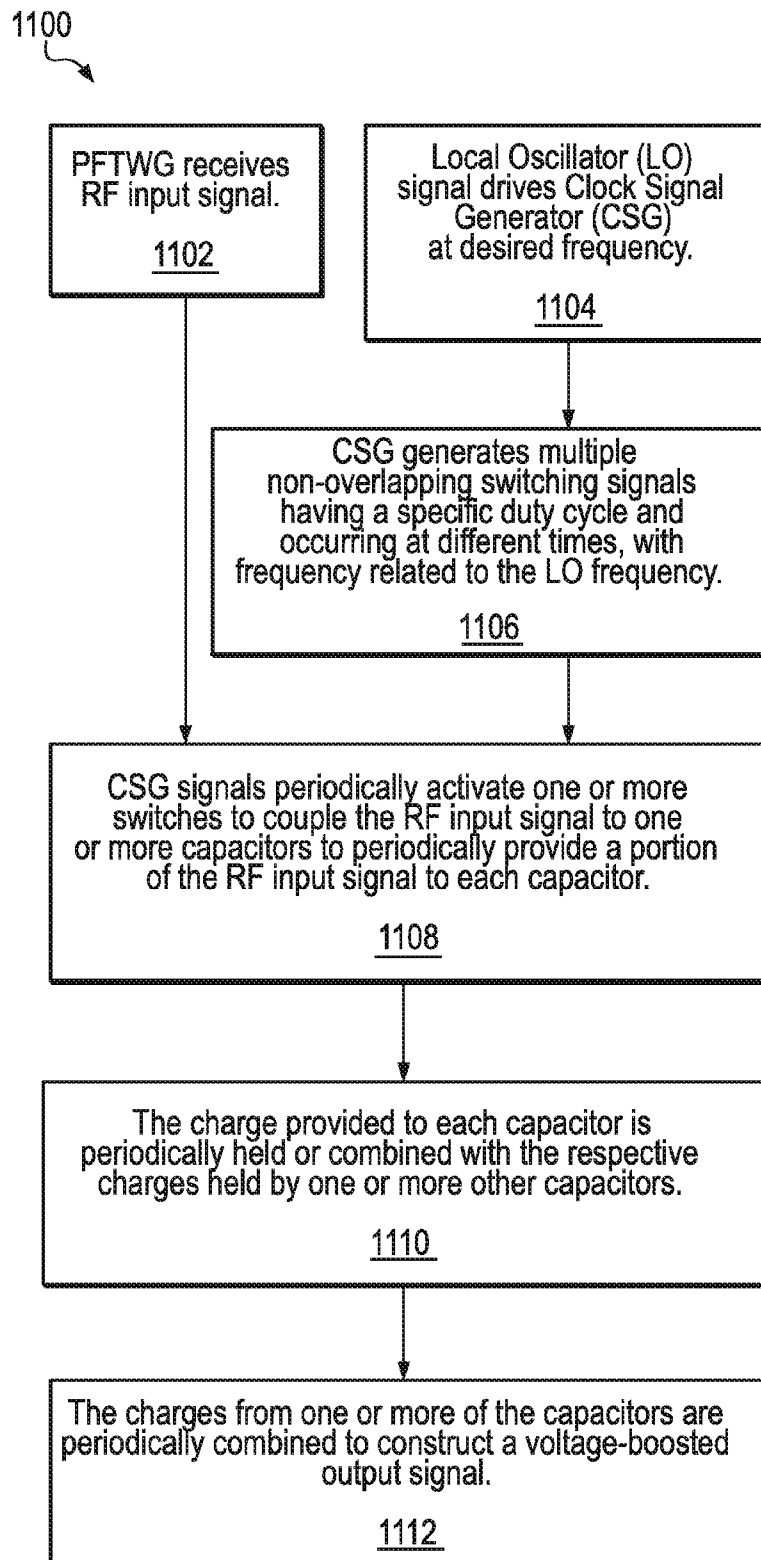 1100
PFTWG receives
RF input signal.
1102
Local Oscillator (LO)
signal drives Clock Signal
Generator (CSG)
at desired frequency.
1104
CSG generates multiple
non-overlapping switching signals
having a specific duty cycle and
occurring at different times, with
frequency related to the LO frequency.
1106
CSG signals periodically activate one or more
switches to couple the RF input signal to one
or more capacitors to periodically provide a portion
of the RF input signal to each capacitor.
1108
The charge provided to each capacitor is
periodically held or combined with the respective
charges held by one or more other capacitors.
1110
The charges from one or more of the capacitors are
periodically combined to construct a voltage-boosted
output signal.
1112